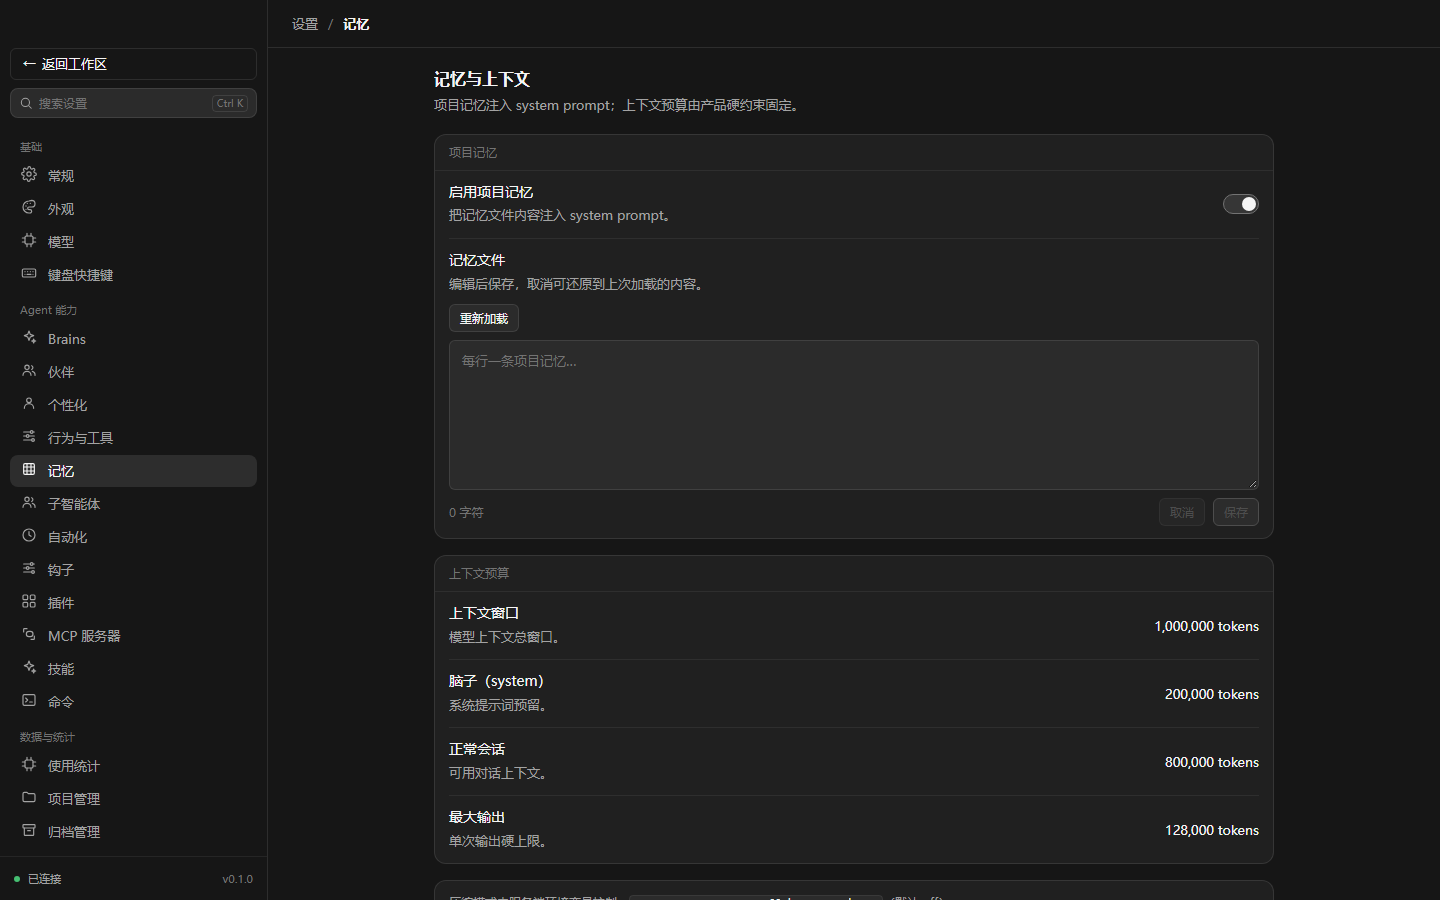 设置 / 记忆
← 返回工作区
搜索设置 Ctrl K
基础
常规
外观
模型
键盘快捷键
Agent 能力
Brains
伙伴
个性化
行为与工具
记忆
子智能体
自动化
钩子
插件
MCP 服务器
技能
命令
数据与统计
使用统计
项目管理
归档管理
已连接 v0.1.0
记忆与上下文
项目记忆注入 system prompt；上下文预算由产品硬约束固定。
项目记忆
启用项目记忆
把记忆文件内容注入 system prompt。
记忆文件
编辑后保存，取消可还原到上次加载的内容。
重新加载
每行一条项目记忆...
0 字符
取消 保存
上下文预算
上下文窗口
模型上下文总窗口。
1,000,000 tokens
脑子（system）
系统提示词预留。
200,000 tokens
正常会话
可用对话上下文。
800,000 tokens
最大输出
单次输出硬上限。
128,000 tokens